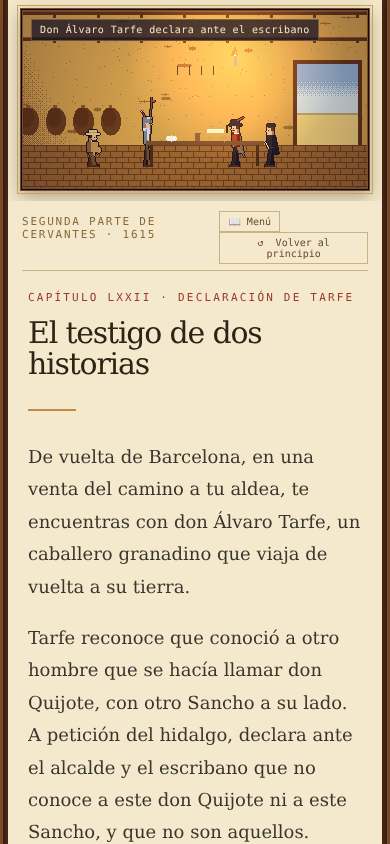 Don Álvaro Tarfe declara ante el escribano
SEGUNDA PARTE DE
CERVANTES · 1615
📖 Menú
↺ Volver al
principio
CAPÍTULO LXXII · DECLARACIÓN DE TARFE
El testigo de dos
historias
De vuelta de Barcelona, en una
venta del camino a tu aldea, te
encuentras con don Álvaro Tarfe, un
caballero granadino que viaja de
vuelta a su tierra.
Tarfe reconoce que conoció a otro
hombre que se hacía llamar don
Quijote, con otro Sancho a su lado.
A petición del hidalgo, declara ante
el alcalde y el escribano que no
conoce a este don Quijote ni a este
Sancho, y que no son aquellos.